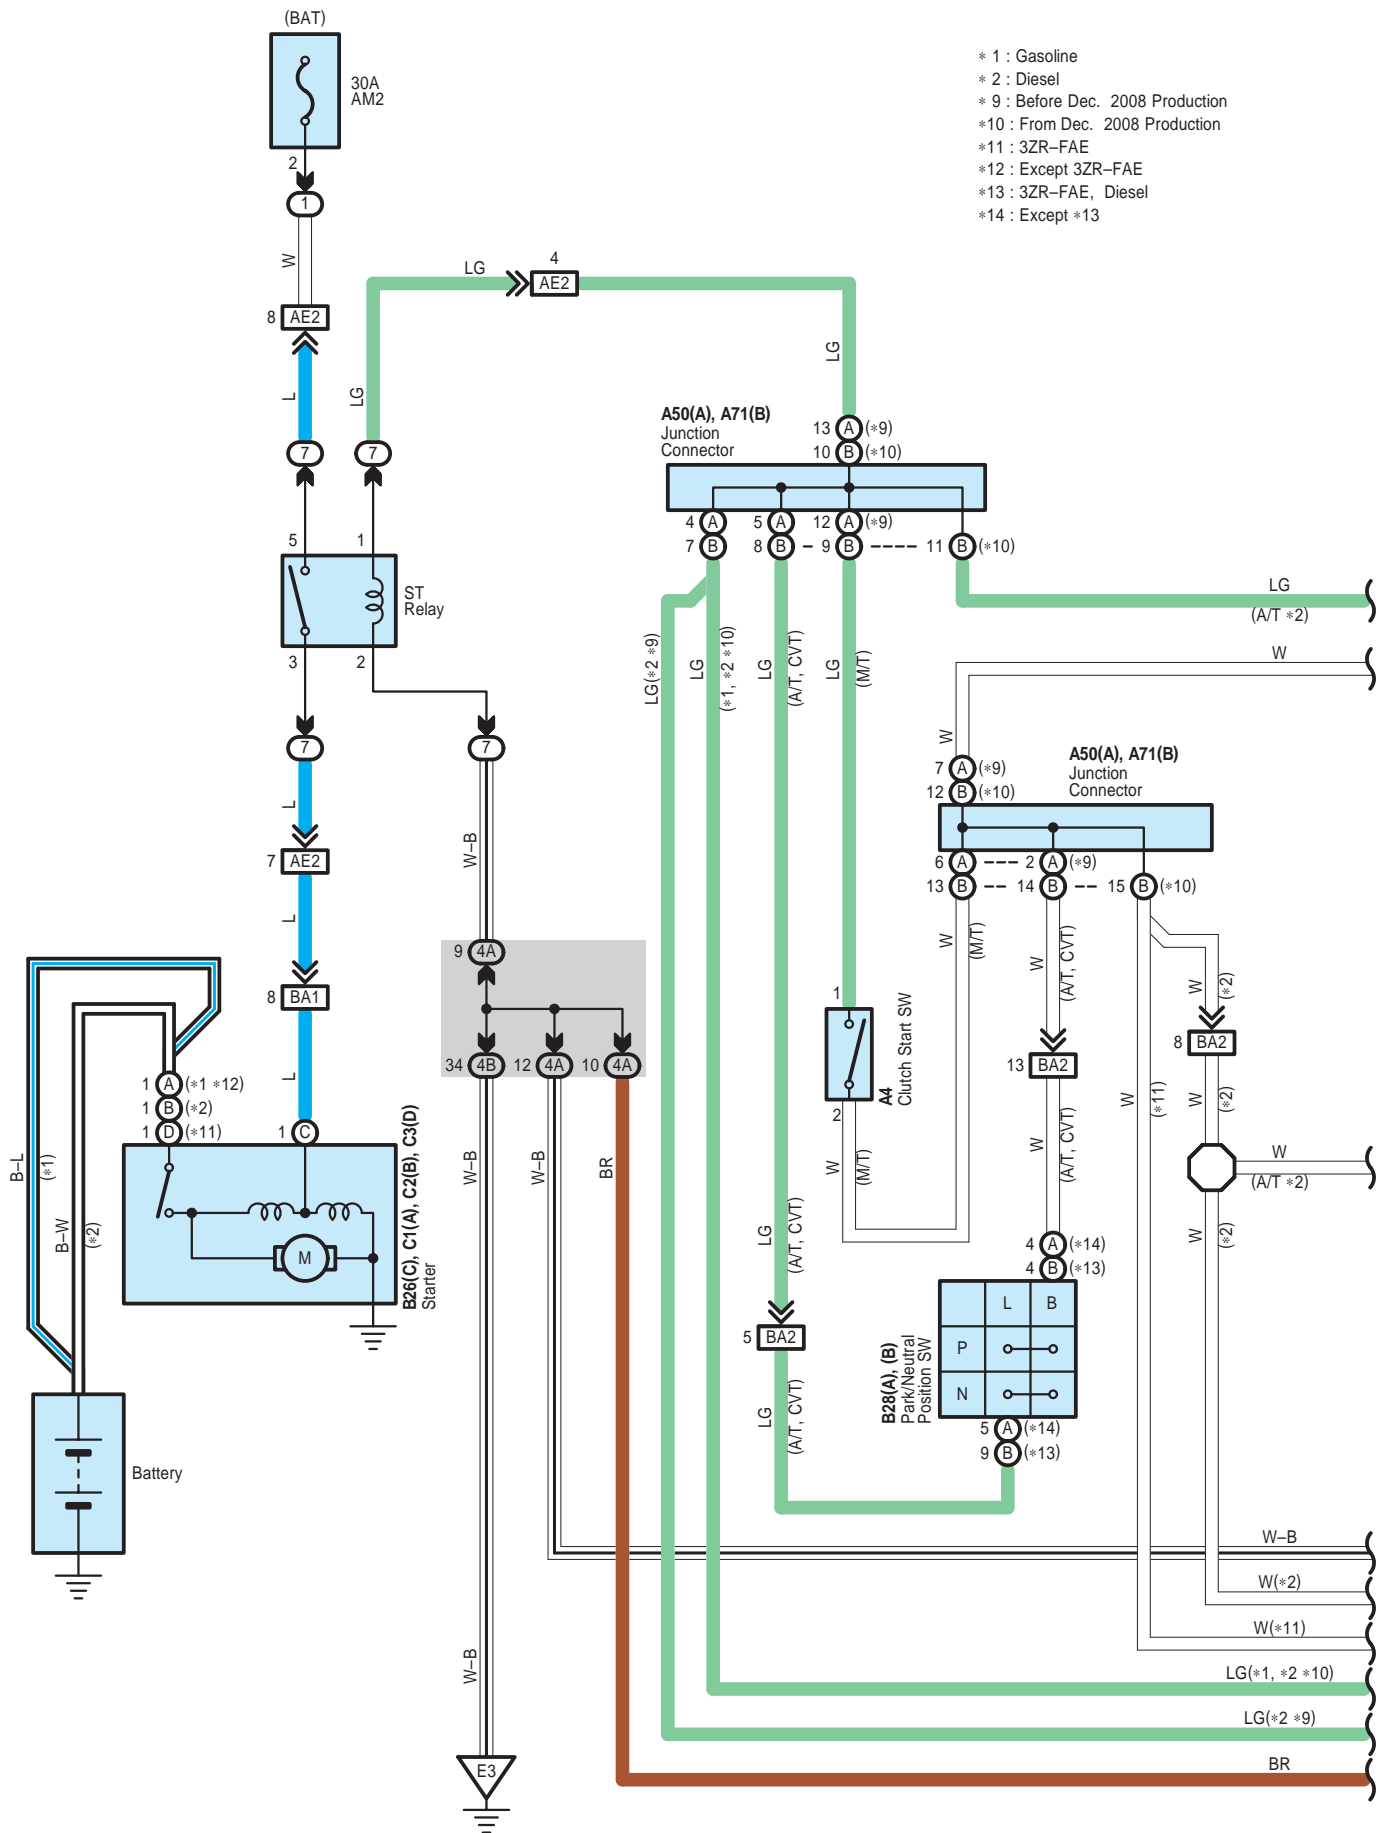 (BAT)
30A
AM2
∗ 1 : Gasoline
∗ 2 : Diesel
∗ 9 : Before Dec. 2008 Production
∗10 : From Dec. 2008 Production
∗11 : 3ZR–FAE
∗12 : Except 3ZR–FAE
∗13 : 3ZR–FAE, Diesel
∗14 : Except ∗13
2
1
W
8 AE2
LG
4
AE2
L
LG
LG
7
7
A50(A), A71(B)
Junction
Connector
13 A (∗9)
10 B (∗10)
4 A
5 A
12 A (∗9)
7 B
8 B
9 B
11 B (∗10)
5
1
ST
Relay
3
2
LG
(A/T ∗2)
W
LG(∗2 ∗9)
LG
(∗1, ∗2 ∗10)
LG
(A/T, CVT)
LG
(M/T)
7
7
W
A50(A), A71(B)
Junction
Connector
7 A (∗9)
12 B (∗10)
6 A
2 A (∗9)
13 B
14 B
15 B (∗10)
L
7 AE2
W–B
L
9 4A
8 BA1
34 4B
12 4A
10 4A
W
(M/T)
W
(A/T, CVT)
W
(∗2)
1
A4
Clutch Start SW
2
13 BA2
8 BA2
W
(∗11)
W
(∗2)
L
1 A (∗1 ∗12)
1 B (∗2)
1 D (∗11)
1 C
B–L
(∗1)
B–W
(∗2)
M
B26(C), C1(A), C2(B), C3(D)
Starter
W–B
W–B
BR
W
(M/T)
W
(A/T, CVT)
W
(A/T ∗2)
W
(∗2)
LG
(A/T, CVT)
4 A (∗14)
4 B (∗13)
L B
P
N
B28(A), (B)
Park/Neutral
Position SW
5 A (∗14)
9 B (∗13)
5 BA2
LG
(A/T, CVT)
Battery
W–B
W(∗2)
W(∗11)
W–B
LG(∗1, ∗2 ∗10)
LG(∗2 ∗9)
BR
E3